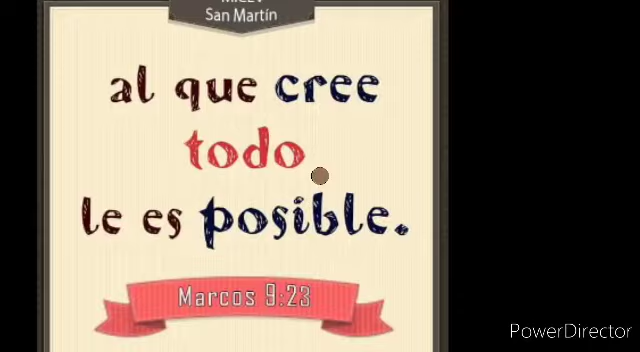 San Martín
al que cree
todo
le es posible.
Marcos 9:23
PowerDirector